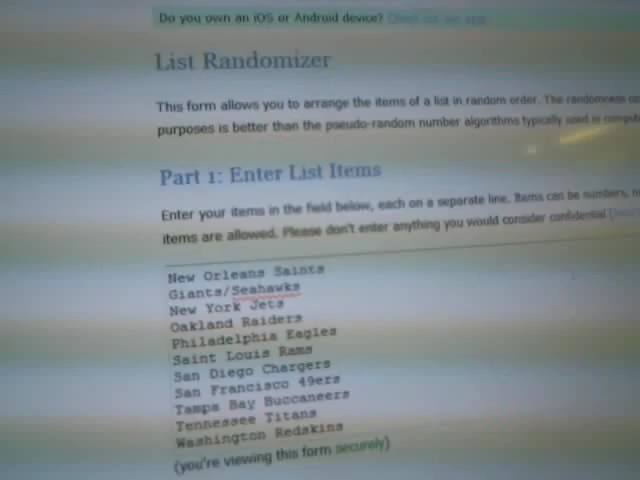 Do you own an iOS or Android device? Check out our app!
List Randomizer
This form allows you to arrange the items of a list in random order. The randomness
purposes is better than the pseudo-random number algorithms typically used in
Part 1: Enter List Items
Enter your items in the field below, each on a separate line. Items can be numbers,
items are allowed. Please don't enter anything you would consider confidential
New Orleans Saints
Giants/Seahawks
New York Jets
Oakland Raiders
Philadelphia Eagles
Saint Louis Rams
San Diego Chargers
San Francisco 49ers
Tampa Bay Buccaneers
Tennessee Titans
Washington Redskins
(you're viewing this form securely)